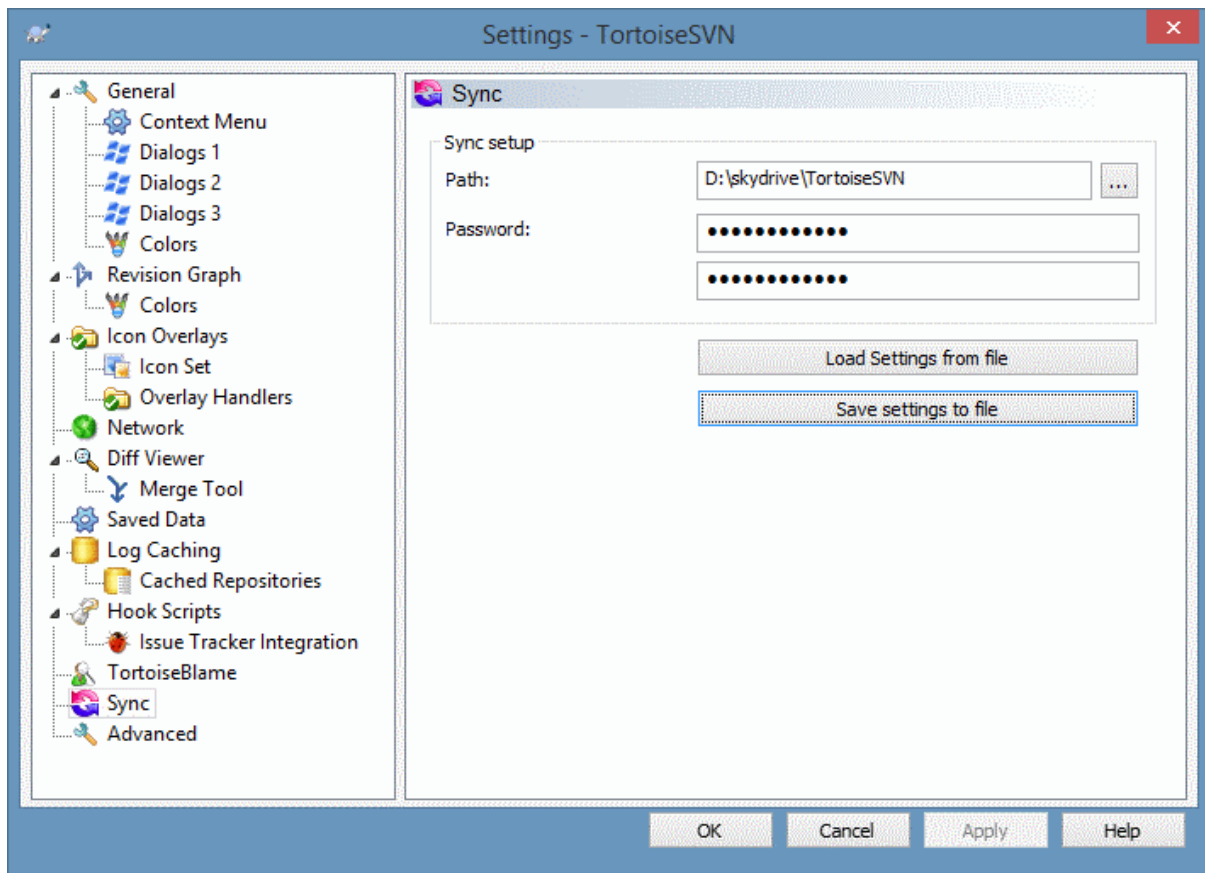 Settings - TortoiseSVN
General
Context Menu
Dialogs 1
Dialogs 2
Dialogs 3
Colors
Revision Graph
Colors
Icon Overlays
Icon Set
Overlay Handlers
Network
Diff Viewer
Merge Tool
Saved Data
Log Caching
Cached Repositories
Hook Scripts
Issue Tracker Integration
TortoiseBlame
Sync
Advanced
Sync
Sync setup
Path: D:\skydrive\TortoiseSVN ...
Password: ●●●●●●●●●●●●
●●●●●●●●●●●●
Load Settings from file
Save settings to file
OK Cancel Apply Help